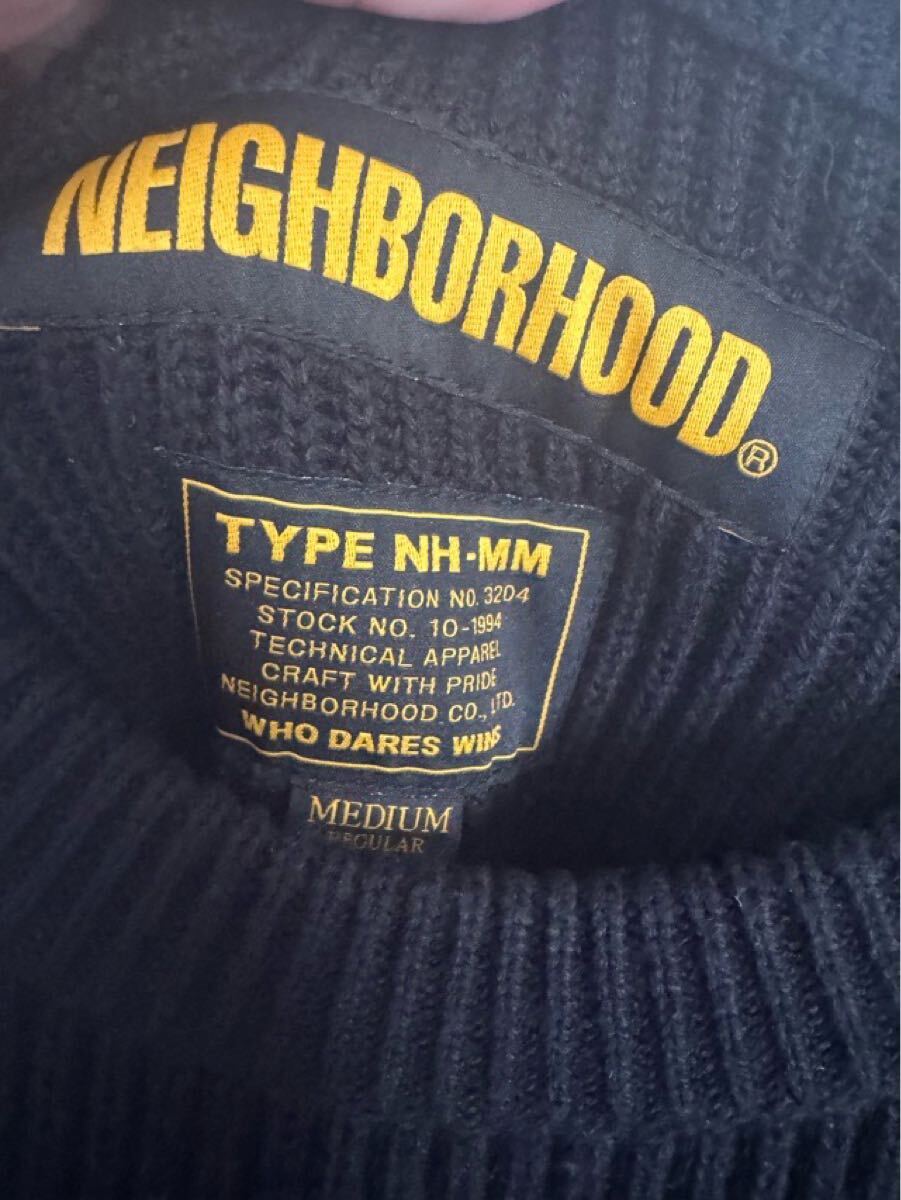 NEIGHBORHOOD®
TYPE NH-MM
SPECIFICATION NO. 3204
STOCK NO. 10-1994
TECHNICAL APPAREL
CRAFT WITH PRIDE
NEIGHBORHOOD CO., LTD.
WHO DARES WINS
MEDIUM
REGULAR